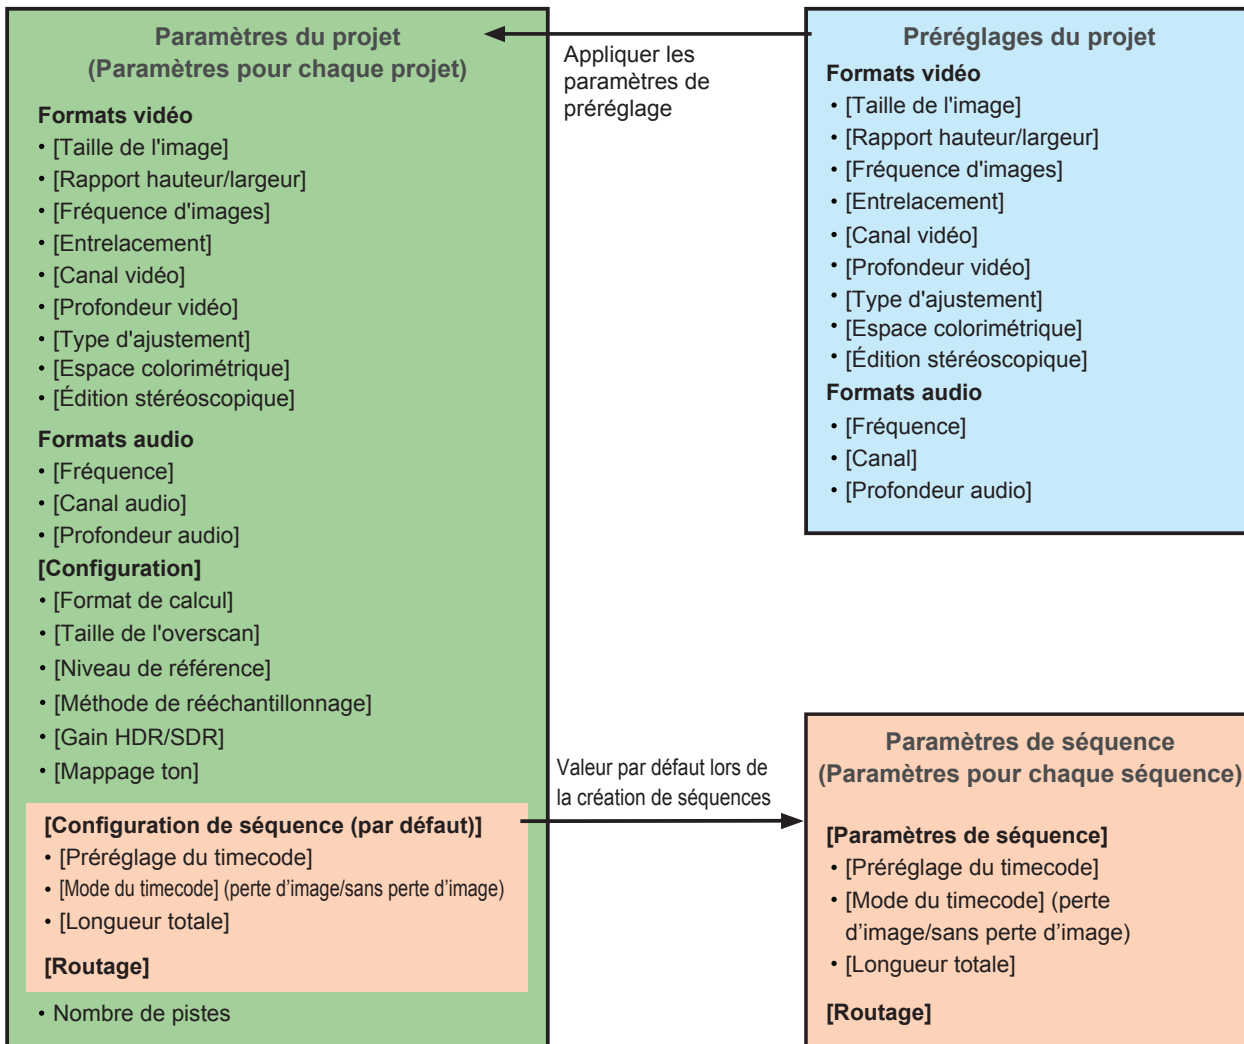 Paramètres du projet
(Paramètres pour chaque projet)
Formats vidéo
• [Taille de l'image]
• [Rapport hauteur/largeur]
• [Fréquence d'images]
• [Entrelacement]
• [Canal vidéo]
• [Profondeur vidéo]
• [Type d'ajustement]
• [Espace colorimétrique]
• [Édition stéréoscopique]
Formats audio
• [Fréquence]
• [Canal audio]
• [Profondeur audio]
[Configuration]
• [Format de calcul]
• [Taille de l'overscan]
• [Niveau de référence]
• [Méthode de rééchantillonnage]
• [Gain HDR/SDR]
• [Mappage ton]
[Configuration de séquence (par défaut)]
• [Préréglage du timecode]
• [Mode du timecode] (perte d’image/sans perte d’image)
• [Longueur totale]
[Routage]
• Nombre de pistes
Appliquer les
paramètres de
préréglage
Préréglages du projet
Formats vidéo
• [Taille de l'image]
• [Rapport hauteur/largeur]
• [Fréquence d'images]
• [Entrelacement]
• [Canal vidéo]
• [Profondeur vidéo]
• [Type d'ajustement]
• [Espace colorimétrique]
• [Édition stéréoscopique]
Formats audio
• [Fréquence]
• [Canal]
• [Profondeur audio]
Valeur par défaut lors de
la création de séquences
Paramètres de séquence
(Paramètres pour chaque séquence)
[Paramètres de séquence]
• [Préréglage du timecode]
• [Mode du timecode] (perte
d’image/sans perte d’image)
• [Longueur totale]
[Routage]